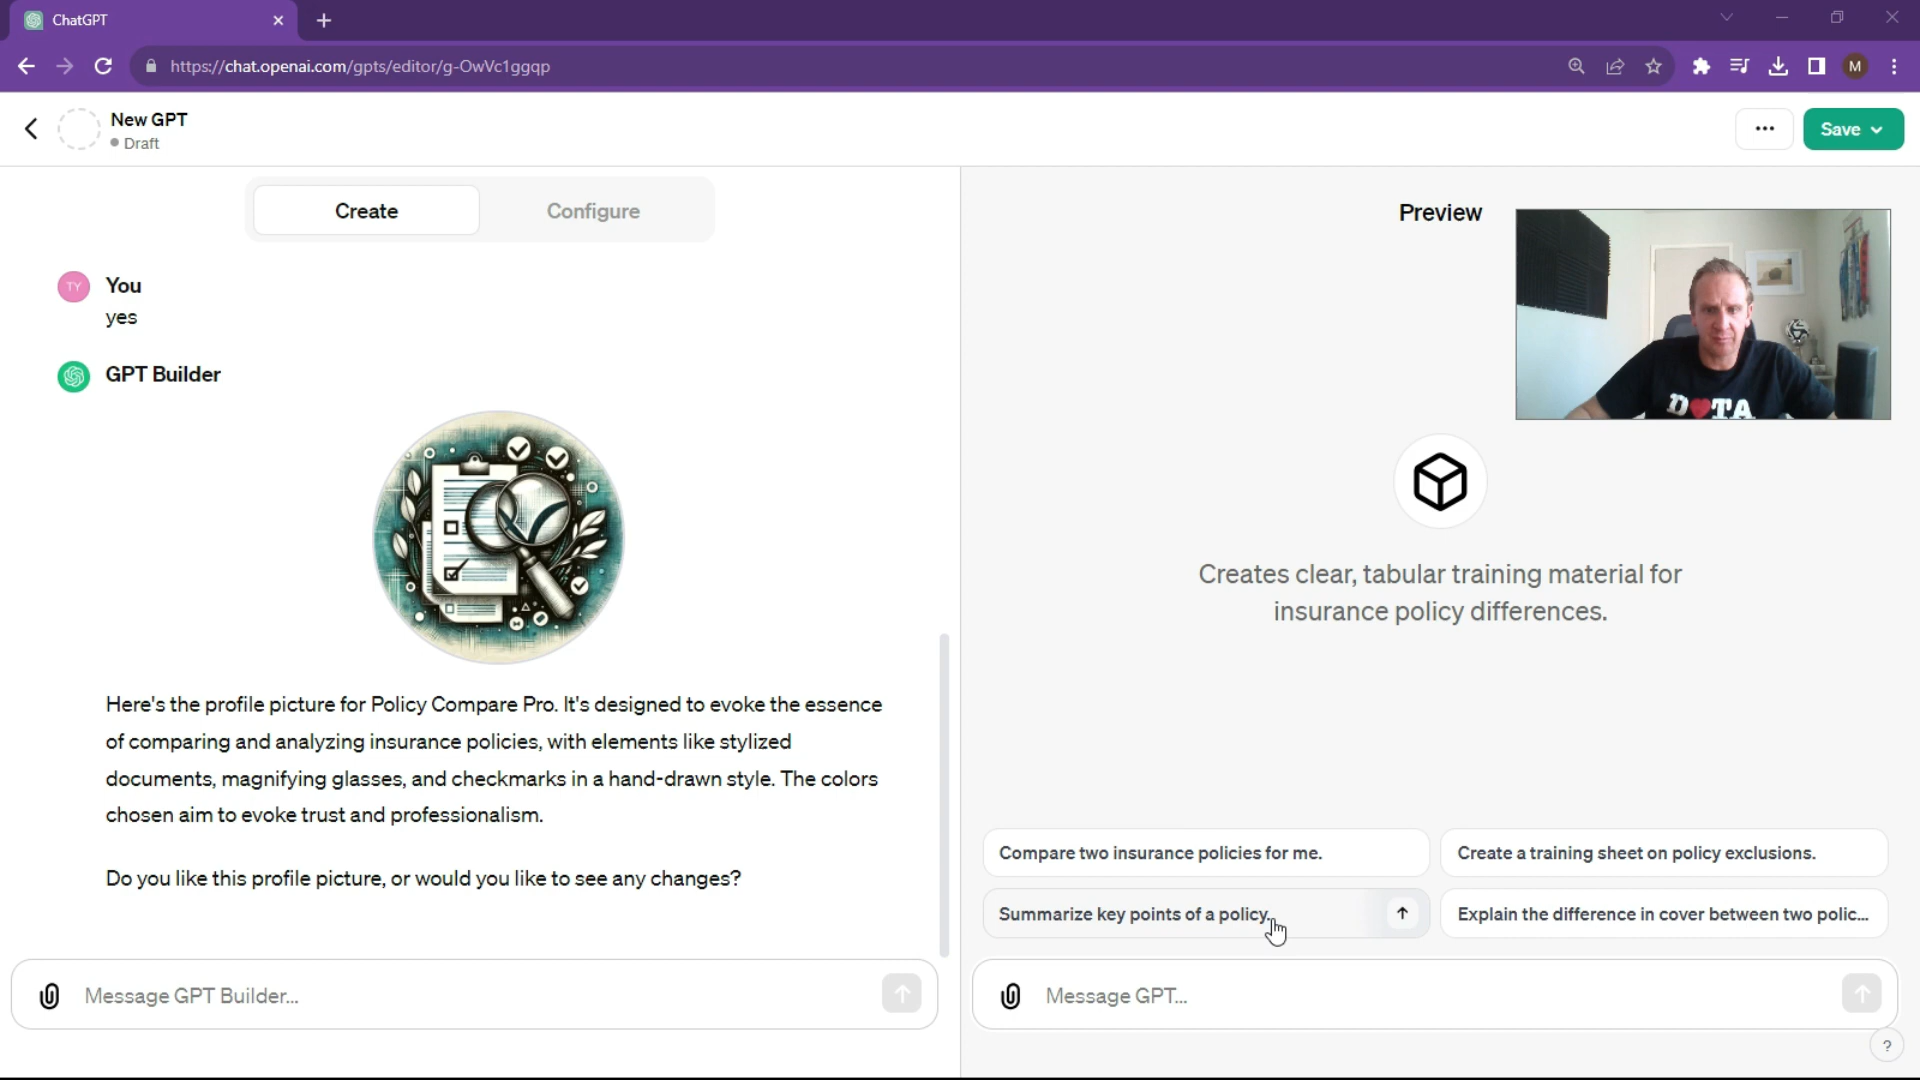 ChatGPT
https://chat.openai.com/gpts/editor/g-OwVc1ggqp
M
New GPT
Draft
Save
Create
Configure
TY
You
yes
GPT Builder
Here's the profile picture for Policy Compare Pro. It's designed to evoke the essence
of comparing and analyzing insurance policies, with elements like stylized
documents, magnifying glasses, and checkmarks in a hand-drawn style. The colors
chosen aim to evoke trust and professionalism.
Do you like this profile picture, or would you like to see any changes?
Message GPT Builder...
Preview
D♥TA
Creates clear, tabular training material for
insurance policy differences.
Compare two insurance policies for me.
Create a training sheet on policy exclusions.
Summarize key points of a policy.
Explain the difference in cover between two polic...
Message GPT...
?